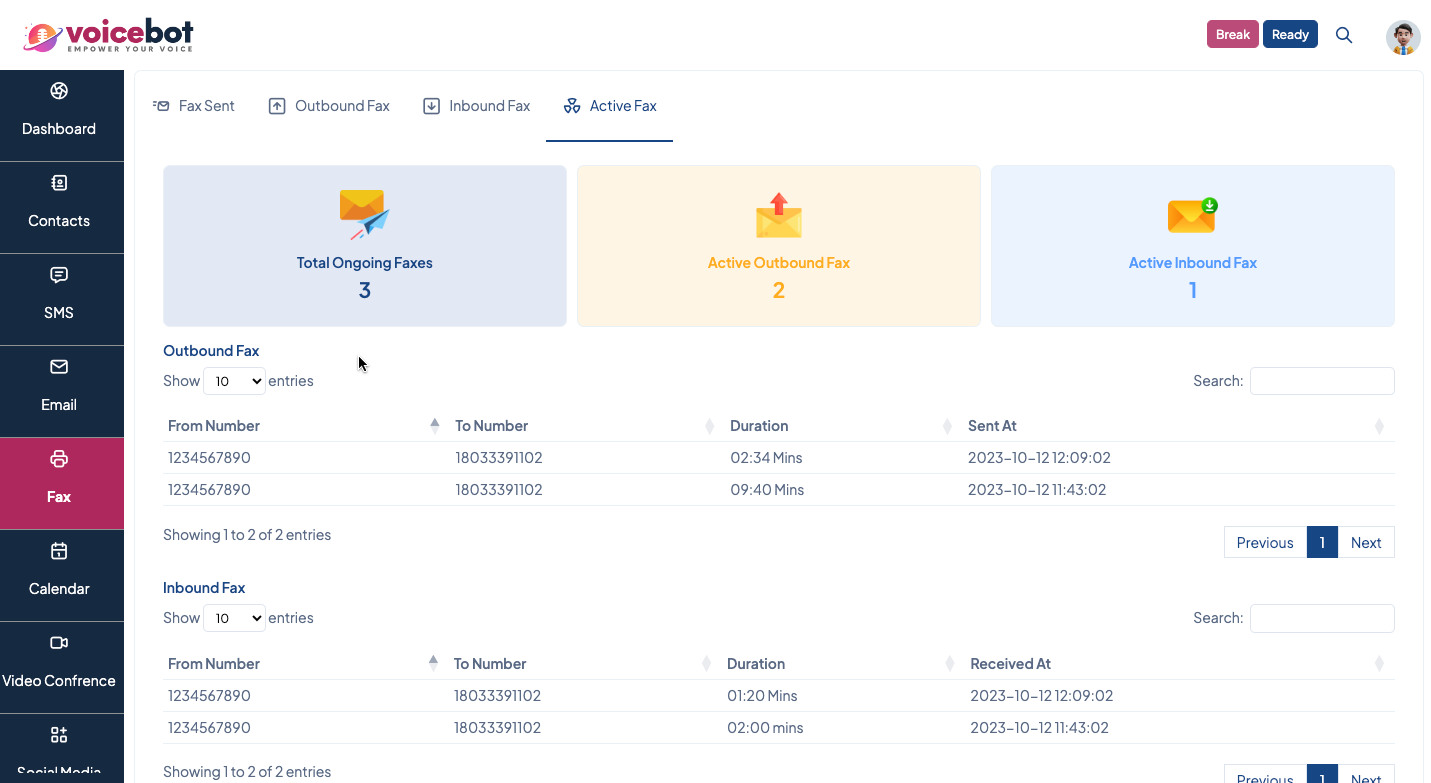 voicebot
EMPOWER YOUR VOICE
Break
Ready
Dashboard
Contacts
SMS
Email
Fax
Calendar
Video Confrence
Social Media
Fax Sent
Outbound Fax
Inbound Fax
Active Fax
Total Ongoing Faxes
3
Active Outbound Fax
2
Active Inbound Fax
1
Outbound Fax
Show 10 entries
Search:
From Number To Number Duration Sent At
1234567890 18033391102 02:34 Mins 2023-10-12 12:09:02
1234567890 18033391102 09:40 Mins 2023-10-12 11:43:02
Showing 1 to 2 of 2 entries
Previous 1 Next
Inbound Fax
Show 10 entries
Search:
From Number To Number Duration Received At
1234567890 18033391102 01:20 Mins 2023-10-12 12:09:02
1234567890 18033391102 02:00 mins 2023-10-12 11:43:02
Showing 1 to 2 of 2 entries
Previous 1 Next